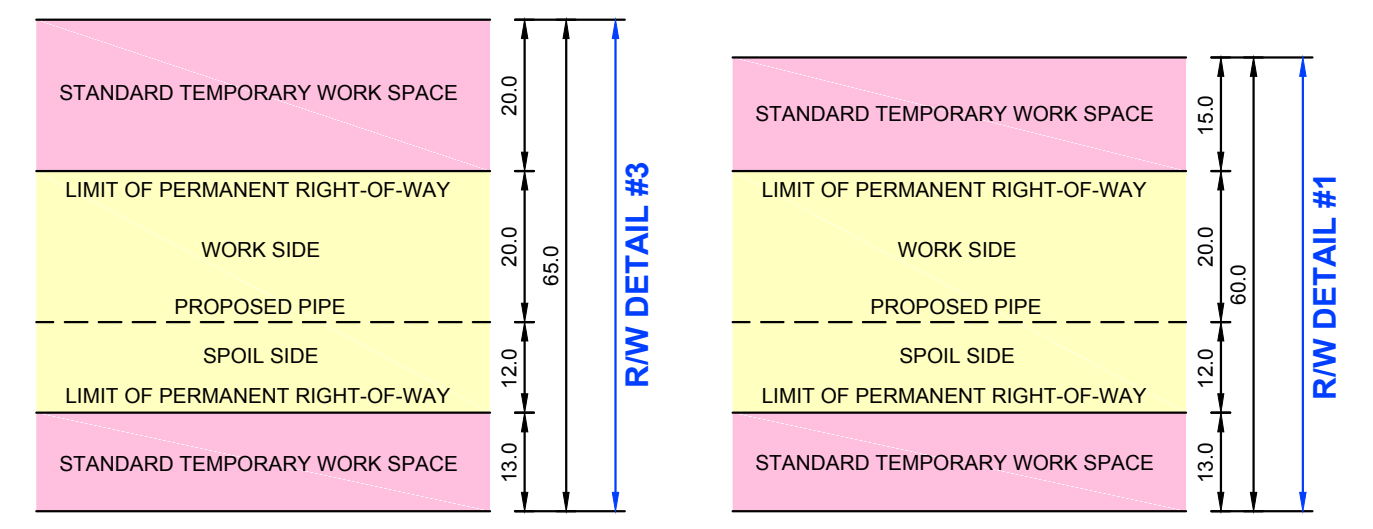 STANDARD TEMPORARY WORK SPACE
LIMIT OF PERMANENT RIGHT-OF-WAY
WORK SIDE
PROPOSED PIPE
SPOIL SIDE
LIMIT OF PERMANENT RIGHT-OF-WAY
STANDARD TEMPORARY WORK SPACE
20.0
20.0
12.0
13.0
65.0
R/W DETAIL #3
STANDARD TEMPORARY WORK SPACE
LIMIT OF PERMANENT RIGHT-OF-WAY
WORK SIDE
PROPOSED PIPE
SPOIL SIDE
LIMIT OF PERMANENT RIGHT-OF-WAY
STANDARD TEMPORARY WORK SPACE
15.0
20.0
12.0
13.0
60.0
R/W DETAIL #1